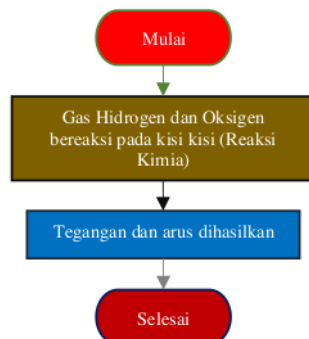 Mulai
Gas Hidrogen dan Oksigen
bereaksi pada kisi kisi (Reaksi
Kimia)
Tegangan dan arus dihasilkan
Selesai